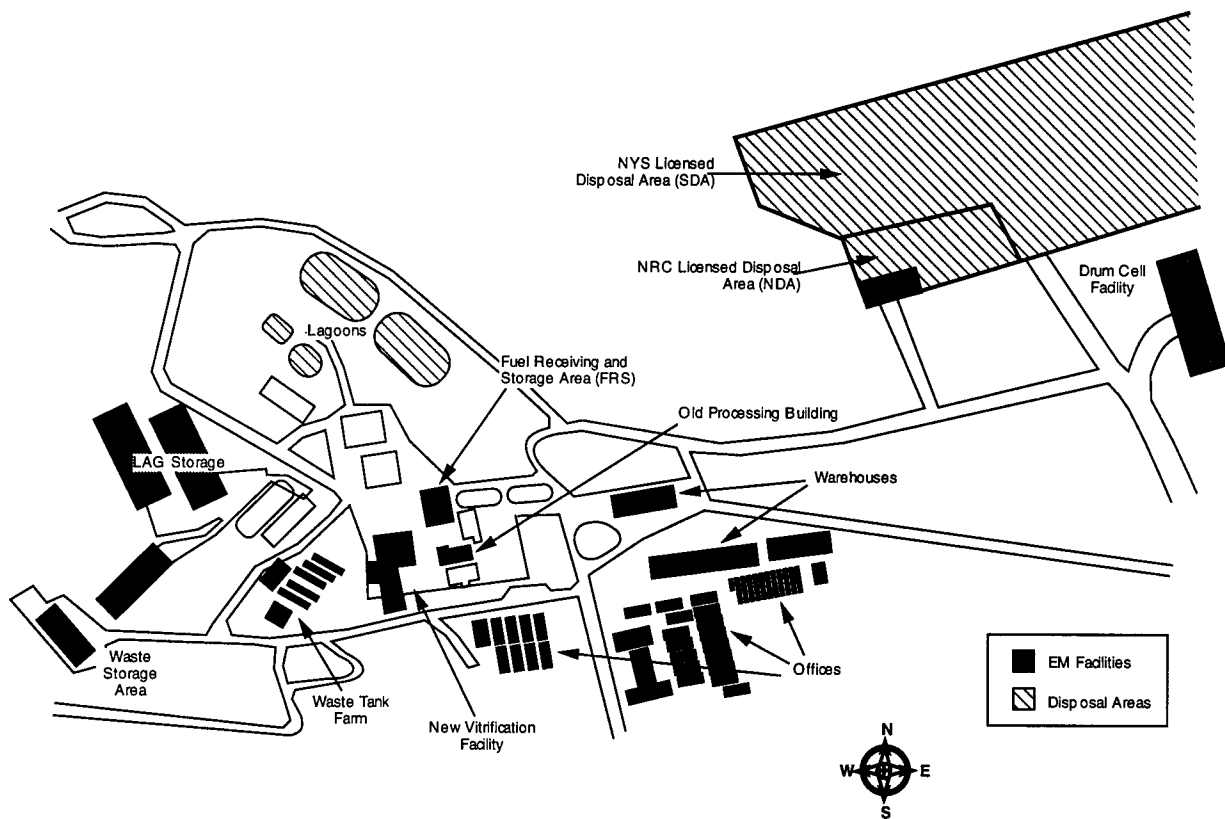 NYS Licensed
Disposal Area (SDA)
NRC Licensed Disposal
Area (NDA)
Drum Cell
Facility
Lagoons
Fuel Receiving and
Storage Area (FRS)
Old Processing Building
LAG Storage
Warehouses
Waste
Storage
Area
Waste Tank
Farm
New Vitrification
Facility
Offices
EM Facilities
Disposal Areas
N
W
E
S